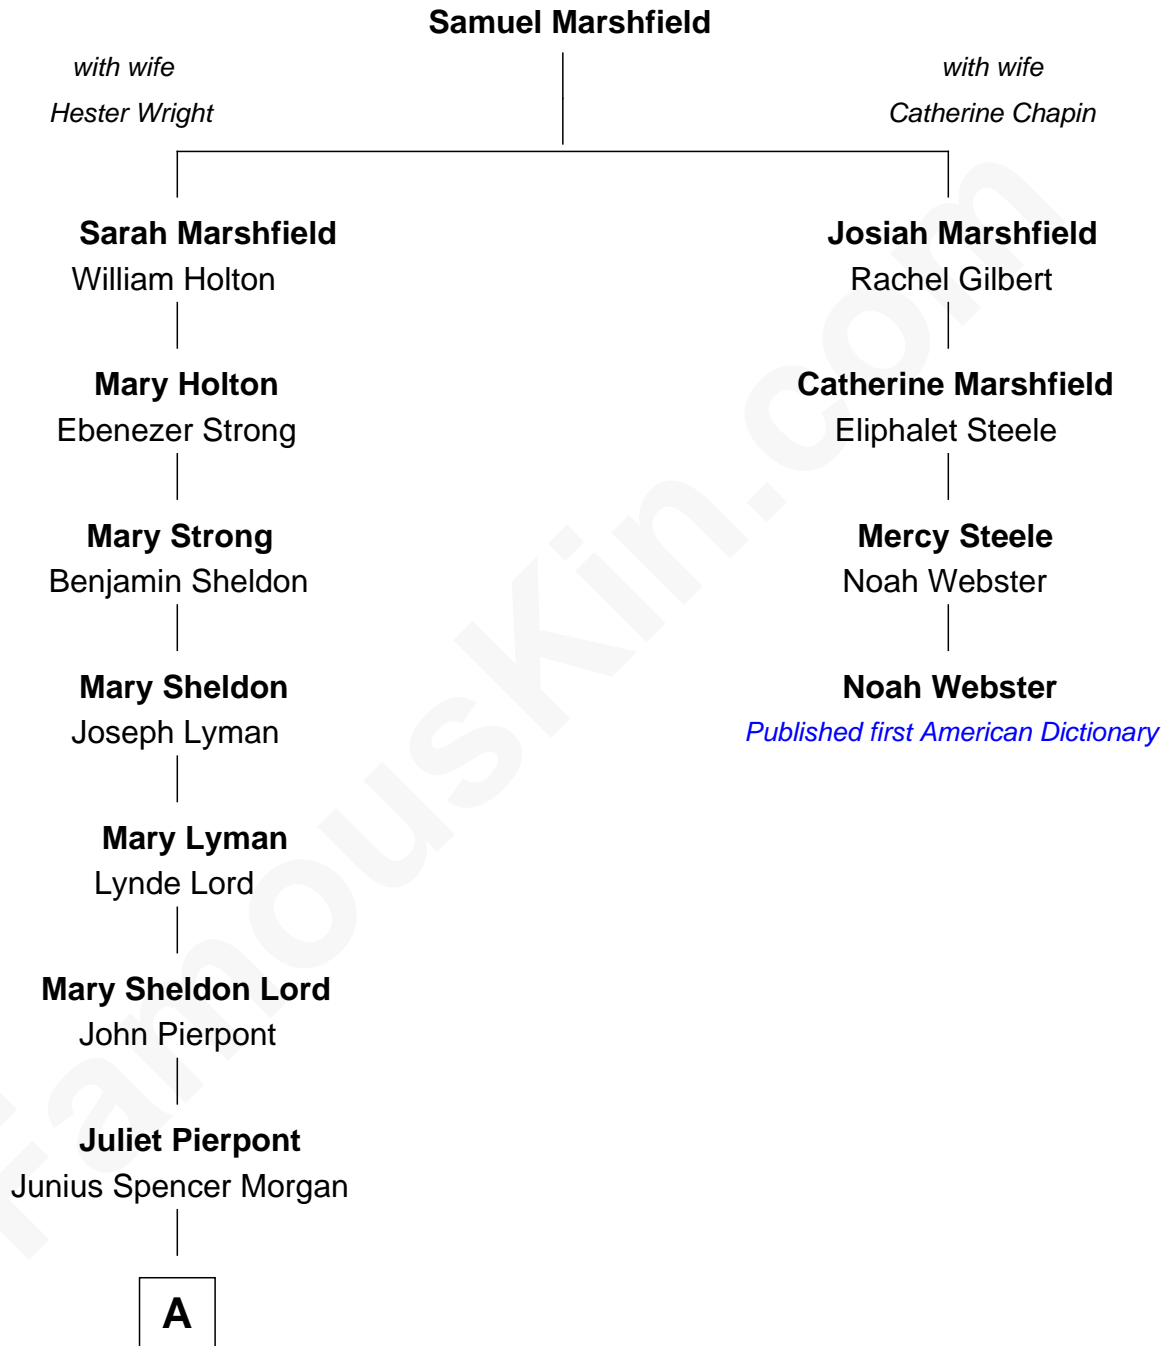 Samuel Marshfield
with wife
Hester Wright
with wife
Catherine Chapin
Sarah Marshfield
William Holton
Josiah Marshfield
Rachel Gilbert
Mary Holton
Ebenezer Strong
Catherine Marshfield
Eliphalet Steele
Mary Strong
Benjamin Sheldon
Mercy Steele
Noah Webster
Mary Sheldon
Joseph Lyman
Noah Webster
Published first American Dictionary
Mary Lyman
Lynde Lord
Mary Sheldon Lord
John Pierpont
Juliet Pierpont
Junius Spencer Morgan
A
FamousKin.com